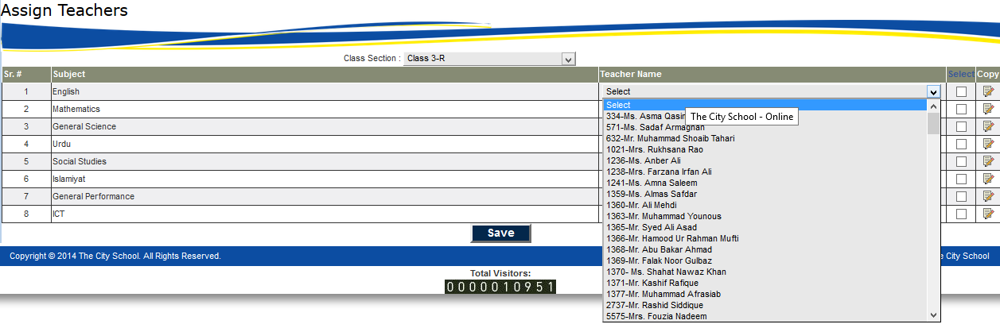 Assign Teachers
Class Section : Class 3-R
Sr. # Subject Teacher Name Select Copy
1 English Select
2 Mathematics
3 General Science
4 Urdu
5 Social Studies
6 Islamiyat
7 General Performance
8 ICT
Select
334-Ms. Asma Qasim
The City School - Online
571-Ms. Sadaf Armaghan
632-Mr. Muhammad Shoaib Tahari
1021-Mrs. Rukhsana Rao
1236-Ms. Anber Ali
1238-Mrs. Farzana Irfan Ali
1241-Ms. Amna Saleem
1359-Ms. Almas Safdar
1360-Mr. Ali Mehdi
1363-Mr. Muhammad Younous
1365-Mr. Syed Ali Asad
1366-Mr. Hamood Ur Rahman Mufti
1368-Mr. Abu Bakar Ahmad
1369-Mr. Falak Noor Gulbaz
1370- Ms. Shahat Nawaz Khan
1371-Mr. Kashif Rafique
1377-Mr. Muhammad Afrasiab
2737-Mr. Rashid Siddique
5575-Mrs. Fouzia Nadeem
Save
Copyright © 2014 The City School. All Rights Reserved.
City School
Total Visitors:
0000010951